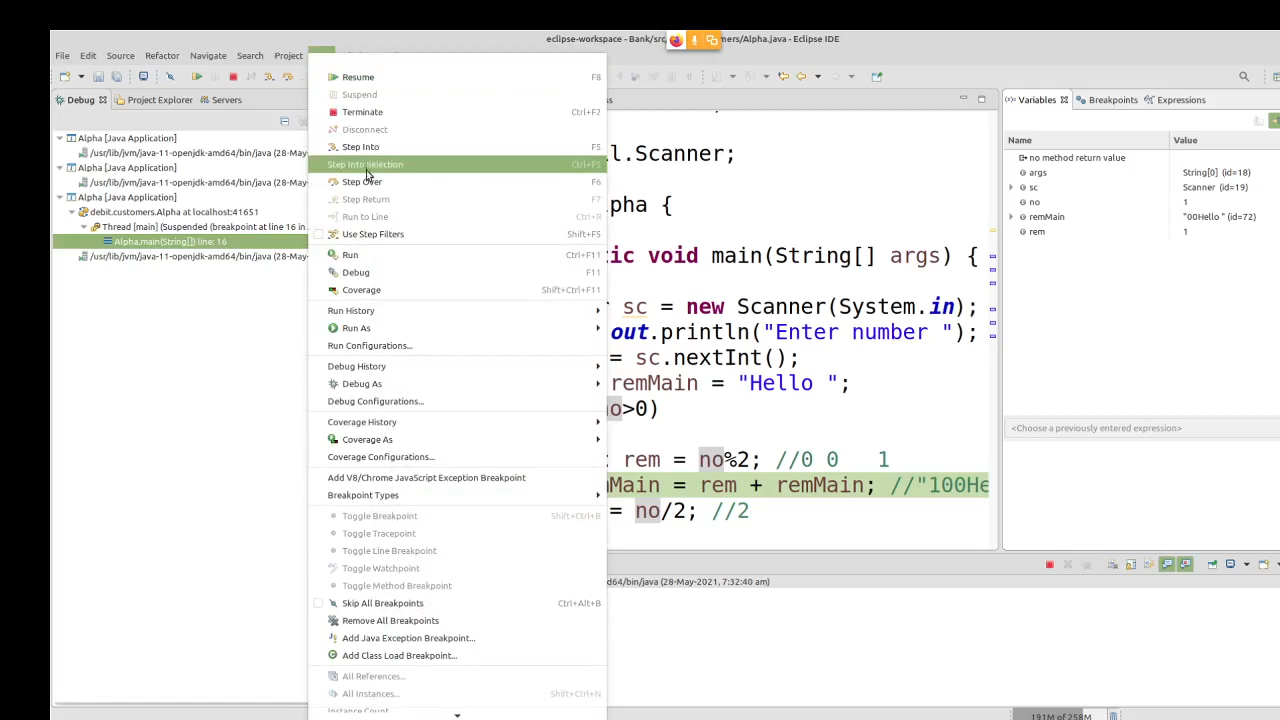 eclipse-workspace - Bank/src
mers/Alpha.java - Eclipse IDE
File Edit Source Refactor Navigate Search Project
Debug Project Explorer Servers
Alpha [Java Application]
/usr/lib/jvm/java-11-openjdk-amd64/bin/java (28-May
Alpha [Java Application]
/usr/lib/jvm/java-11-openjdk-amd64/bin/java (28-May
Alpha [Java Application]
debit.customers.Alpha at localhost:41651
Thread [main] (Suspended (breakpoint at line 16 in
Alpha.main(String[]) line: 16
/usr/lib/jvm/java-11-openjdk-amd64/bin/java (28-May
Resume F8
Suspend
Terminate Ctrl+F2
Disconnect
Step Into F5
Step Into Selection Ctrl+F5
Step Over F6
Step Return F7
Run to Line Ctrl+R
Use Step Filters Shift+F5
Run Ctrl+F11
Debug F11
Coverage Shift+Ctrl+F11
Run History
Run As
Run Configurations...
Debug History
Debug As
Debug Configurations...
Coverage History
Coverage As
Coverage Configurations...
Add V8/Chrome JavaScript Exception Breakpoint
Breakpoint Types
Toggle Breakpoint Shift+Ctrl+B
Toggle Tracepoint
Toggle Line Breakpoint
Toggle Watchpoint
Toggle Method Breakpoint
Skip All Breakpoints Ctrl+Alt+B
Remove All Breakpoints
Add Java Exception Breakpoint...
Add Class Load Breakpoint...
All References...
All Instances... Shift+Ctrl+N
Instance Count
ss
l.Scanner;
pha {
tic void main(String[] args) {
r sc = new Scanner(System.in);
out.println("Enter number ");
= sc.nextInt();
remMain = "Hello ";
o>0)
rem = no%2; //0 0 1
mMain = rem + remMain; //"100He
= no/2; //2
Variables Breakpoints Expressions
Name Value
no method return value
args String[0] (id=18)
sc Scanner (id=19)
no 1
remMain "00Hello " (id=72)
rem 1
<Choose a previously entered expression>
d64/bin/java (28-May-2021, 7:32:40 am)
191M of 258M